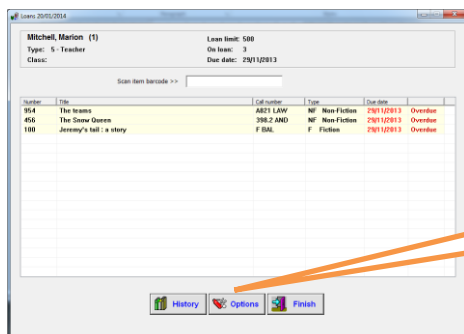 Loans 20/01/2014
Mitchell, Marion (1) Loan limit: 500
Type: 5 - Teacher On loan: 3
Class: Due date: 29/11/2013
Scan item barcode >>
Number Title Call number Type Due date
954 The teams A821 LAW NF Non-Fiction 29/11/2013 Overdue
456 The Snow Queen 398.2 AND NF Non-Fiction 29/11/2013 Overdue
100 Jeremy's tail : a story F BAL F Fiction 29/11/2013 Overdue
History Options Finish